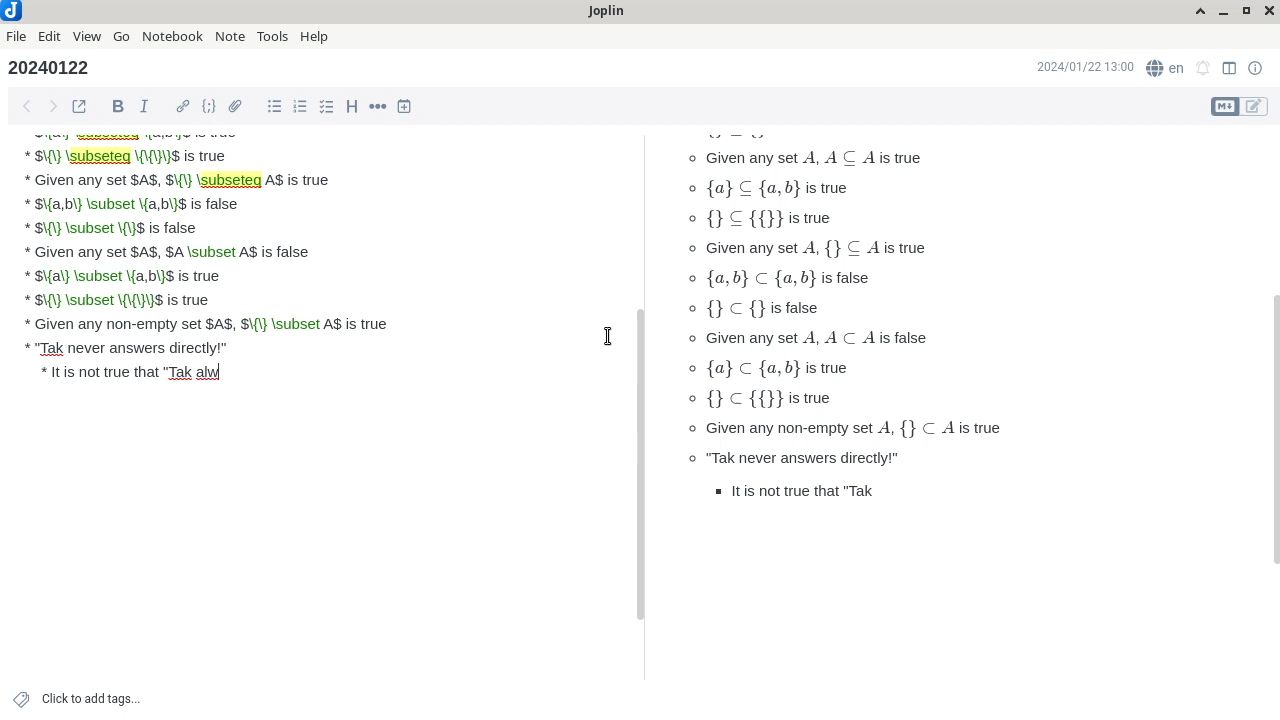 Joplin
File Edit View Go Notebook Note Tools Help
20240122
2024/01/22 13:00 en
* $\{a\} \subseteq \{a,b\}$ is true
* $\{\} \subseteq \{\{\}\}$ is true
* Given any set $A$, $\{\} \subseteq A$ is true
* $\{a,b\} \subset \{a,b\}$ is false
* $\{\} \subset \{\}$ is false
* Given any set $A$, $A \subset A$ is false
* $\{a\} \subset \{a,b\}$ is true
* $\{\} \subset \{\{\}\}$ is true
* Given any non-empty set $A$, $\{\} \subset A$ is true
* "Tak never answers directly!"
* It is not true that "Tak alw
Given any set A, A ⊆ A is true
{a} ⊆ {a, b} is true
{} ⊆ {{}} is true
Given any set A, {} ⊆ A is true
{a, b} ⊂ {a, b} is false
{} ⊂ {} is false
Given any set A, A ⊂ A is false
{a} ⊂ {a, b} is true
{} ⊂ {{}} is true
Given any non-empty set A, {} ⊂ A is true
"Tak never answers directly!"
It is not true that "Tak
Click to add tags...